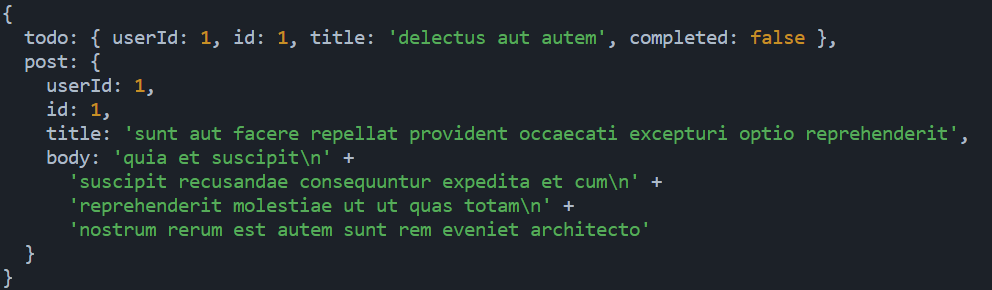 {
  todo: { userId: 1, id: 1, title: 'delectus aut autem', completed: false },
  post: {
    userId: 1,
    id: 1,
    title: 'sunt aut facere repellat provident occaecati excepturi optio reprehenderit',
    body: 'quia et suscipit\n' +
      'suscipit recusandae consequuntur expedita et cum\n' +
      'reprehenderit molestiae ut ut quas totam\n' +
      'nostrum rerum est autem sunt rem eveniet architecto'
  }
}